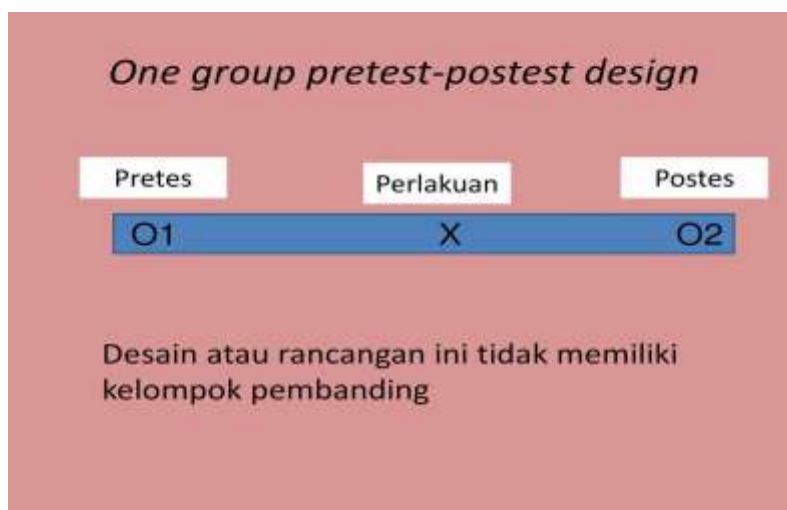 One group pretest-postest design
Pretes Perlakuan Postes
O1 X O2
Desain atau rancangan ini tidak memiliki
kelompok pembanding